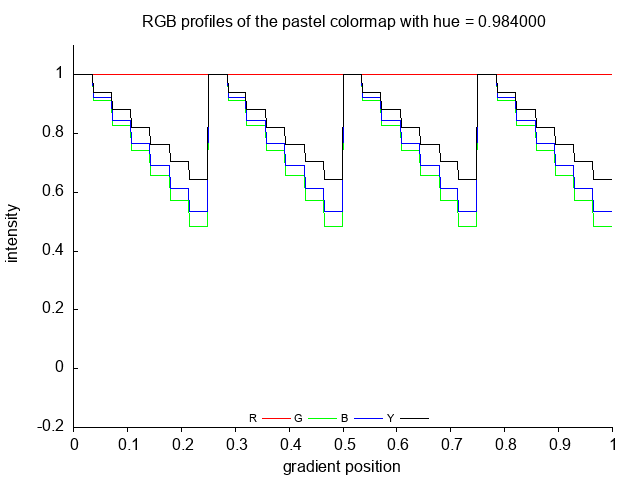 RGB profiles of the pastel colormap with hue = 0.984000
1
0.8
0.6
0.4
0.2
0
-0.2
intensity
R G B Y
0 0.1 0.2 0.3 0.4 0.5 0.6 0.7 0.8 0.9 1
gradient position